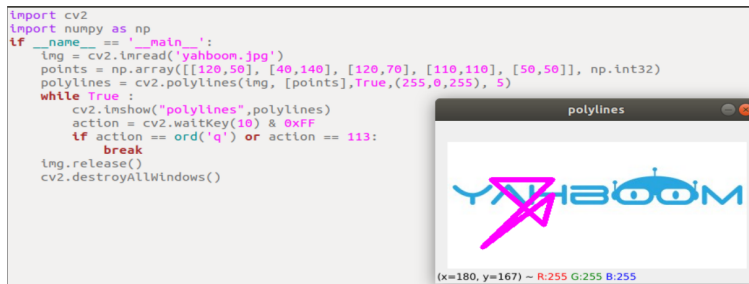 import cv2
import numpy as np
if __name__ == '__main__':
    img = cv2.imread('yahboom.jpg')
    points = np.array([[120,50], [40,140], [120,70], [110,110], [50,50]], np.int32)
    polylines = cv2.polylines(img, [points],True,(255,0,255), 5)
    while True :
        cv2.imshow("polylines",polylines)
        action = cv2.waitKey(10) & 0xFF
        if action == ord('q') or action == 113:
            break
    img.release()
    cv2.destroyAllWindows()
polylines
YAHBOOM
(x=180, y=167) ~ R:255 G:255 B:255